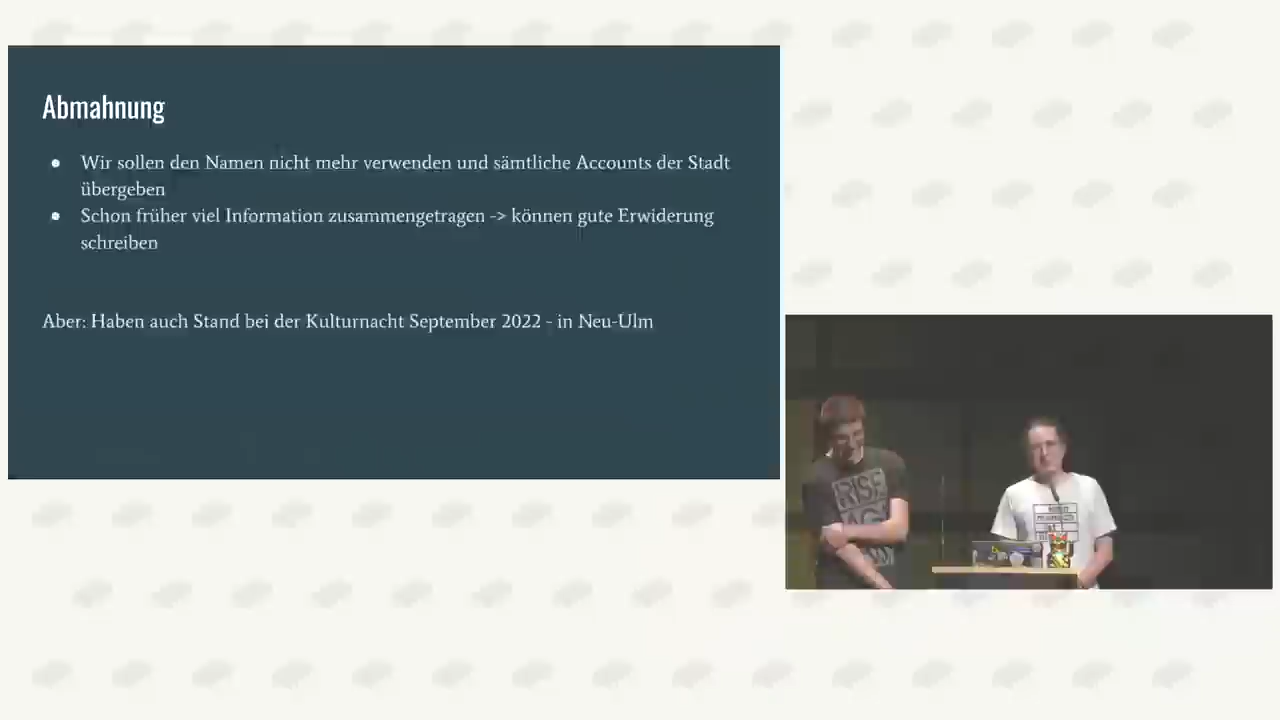 Abmahnung
● Wir sollen den Namen nicht mehr verwenden und sämtliche Accounts der Stadt
übergeben
● Schon früher viel Information zusammengetragen -> können gute Erwiderung
schreiben
Aber: Haben auch Stand bei der Kulturnacht September 2022 - in Neu-Ulm
RISE